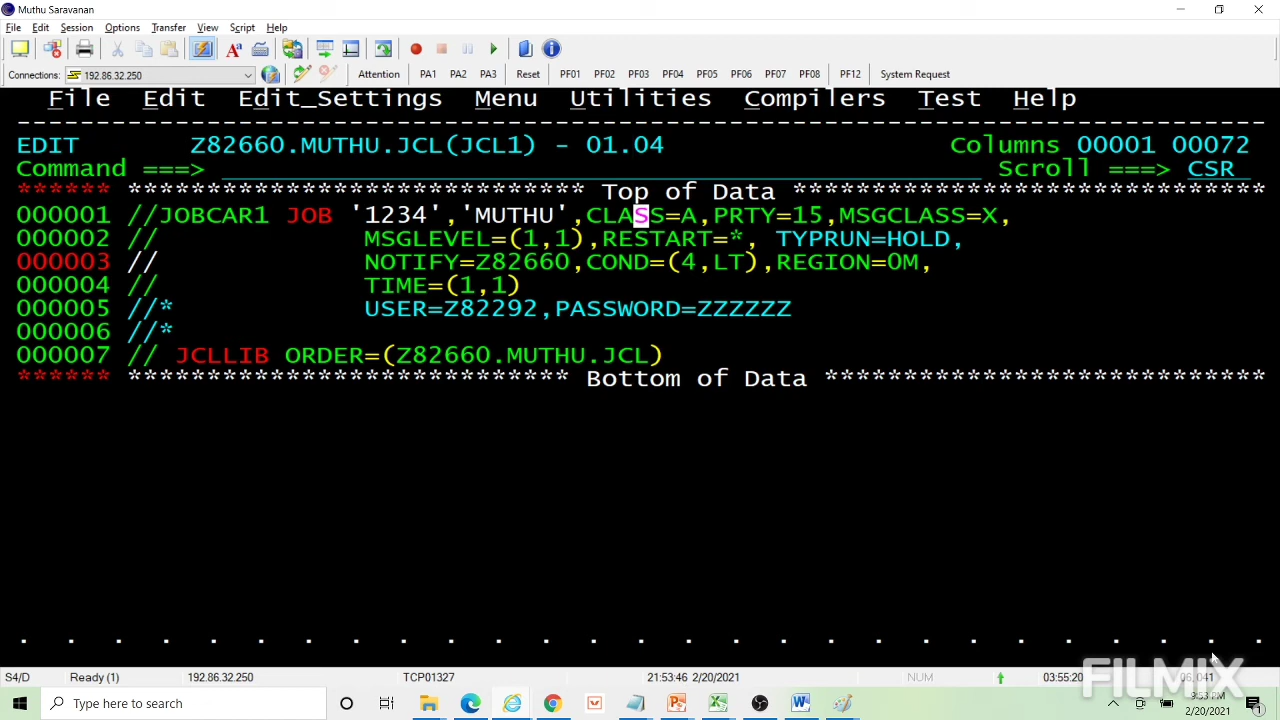 Muthu Saravanan
File Edit Session Options Transfer View Script Help
Connections: 192.86.32.250 Attention PA1 PA2 PA3 Reset PF01 PF02 PF03 PF04 PF05 PF06 PF07 PF08 PF12 System Request
File Edit Edit_Settings Menu Utilities Compilers Test Help
--------------------------------------------------------------------------------
EDIT Z82660.MUTHU.JCL(JCL1) - 01.04 Columns 00001 00072
Command ===> Scroll ===> CSR
****** ***************************** Top of Data ******************************
000001 //JOBCAR1 JOB '1234','MUTHU',CLASS=A,PRTY=15,MSGCLASS=X,
000002 // MSGLEVEL=(1,1),RESTART=*, TYPRUN=HOLD,
000003 // NOTIFY=Z82660,COND=(4,LT),REGION=0M,
000004 // TIME=(1,1)
000005 //* USER=Z82292,PASSWORD=ZZZZZZ
000006 //*
000007 // JCLLIB ORDER=(Z82660.MUTHU.JCL)
****** **************************** Bottom of Data ****************************
. . . . . . . . . . . . . . . . . . . . . . . . . . .
S4/D Ready (1) 192.86.32.250 TCP01327 21:53:46 2/20/2021 NUM 03:55:20 06,041
FILMIX
Type here to search
9:53 PM
2/20/2021
1